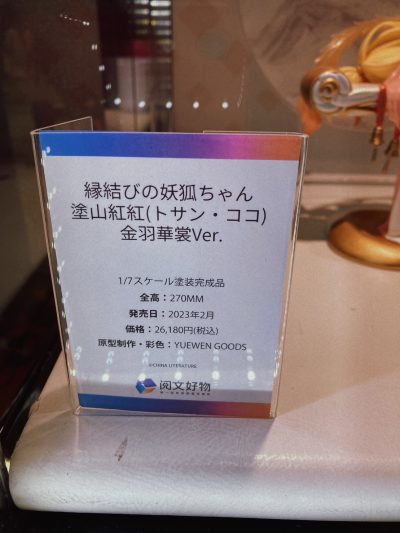 縁結びの妖狐ちゃん
塗山紅紅(トサン・ココ)
金羽華裳Ver.
1/7スケール塗装完成品
全高：270MM
発売日：2023年2月
価格：26,180円(税込)
原型制作・彩色：YUEWEN GOODS
©CHINA LITERATURE
阅文好物